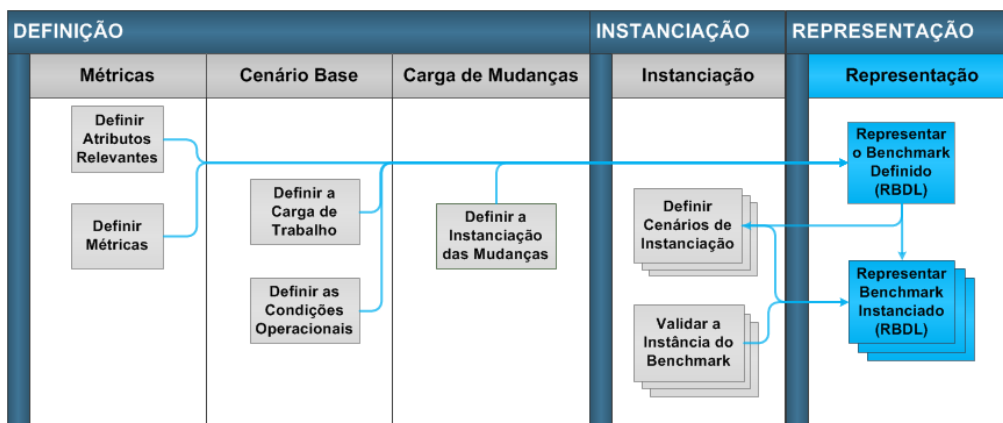 DEFINIÇÃO
INSTANCIAÇÃO
REPRESENTAÇÃO
Métricas
Cenário Base
Carga de Mudanças
Instanciação
Representação
Definir
Atributos
Relevantes
Definir
Métricas
Definir a
Carga de
Trabalho
Definir as
Condições
Operacionais
Definir a
Instanciação
das Mudanças
Definir
Cenários de
Instanciação
Validar a
Instância do
Benchmark
Representar
o Benchmark
Definido
(RBDL)
Representar
Benchmark
Instanciado
(RBDL)